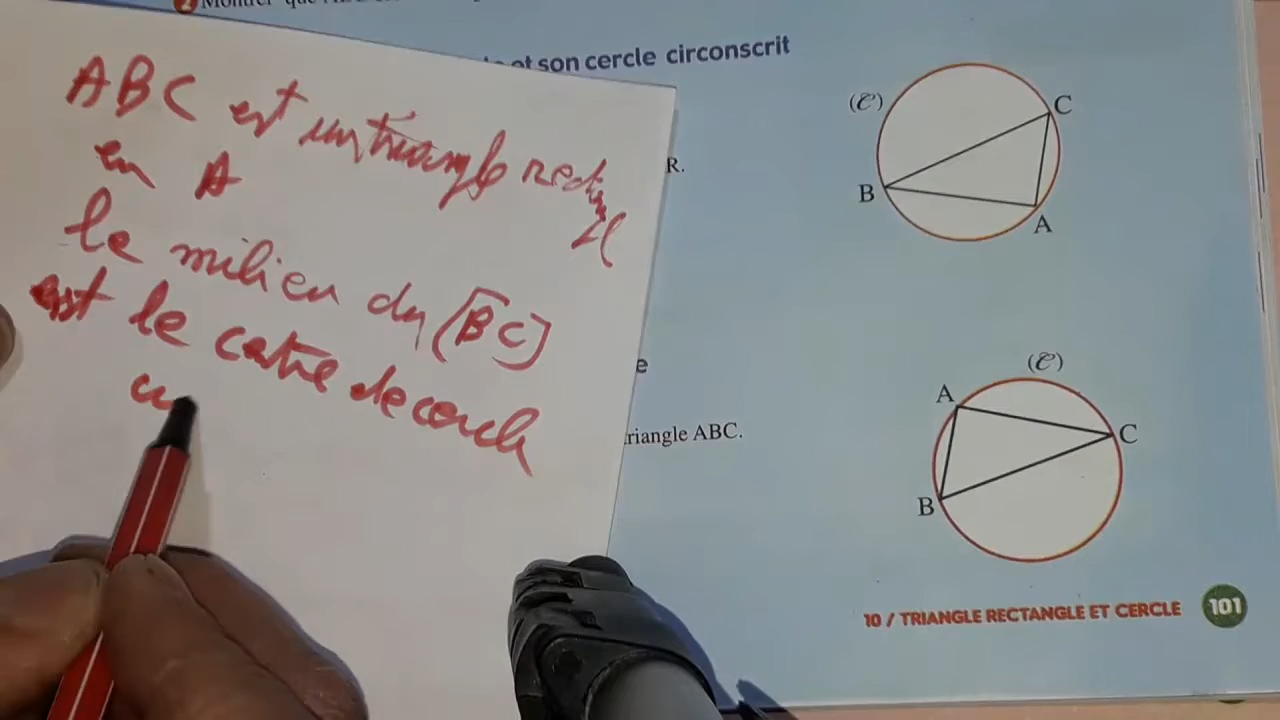 ABC est un triangle rectangle
en A
le milieu du [BC]
est le centre de cercle
et son cercle circonscrit
R.
e
triangle ABC.
(𝒞)
C
B
A
(𝒞)
A
C
B
10 / TRIANGLE RECTANGLE ET CERCLE 101